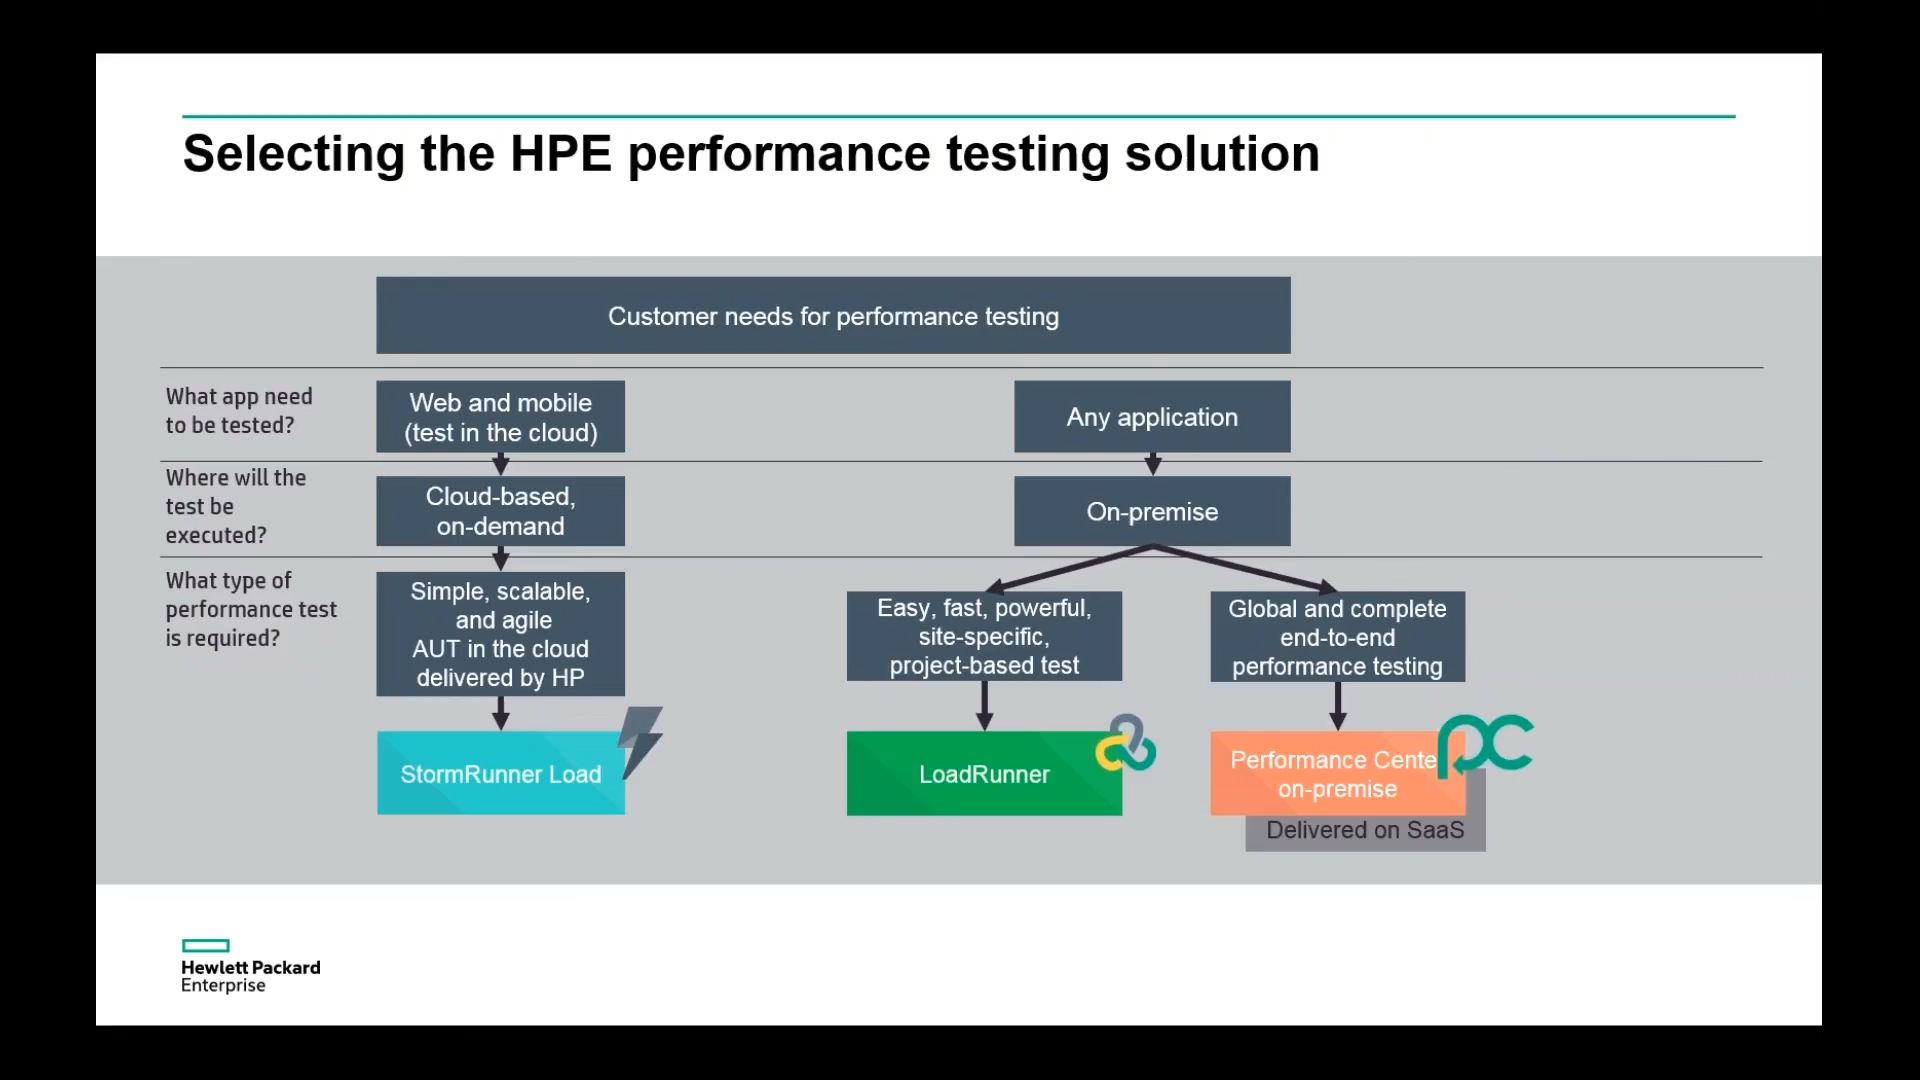 Selecting the HPE performance testing solution
Customer needs for performance testing
What app need
to be tested?
Web and mobile
(test in the cloud)
Any application
Where will the
test be
executed?
Cloud-based,
on-demand
On-premise
What type of
performance test
is required?
Simple, scalable,
and agile
AUT in the cloud
delivered by HP
Easy, fast, powerful,
site-specific,
project-based test
Global and complete
end-to-end
performance testing
StormRunner Load
LoadRunner
Performance Cente
on-premise
pc
Delivered on SaaS
Hewlett Packard
Enterprise